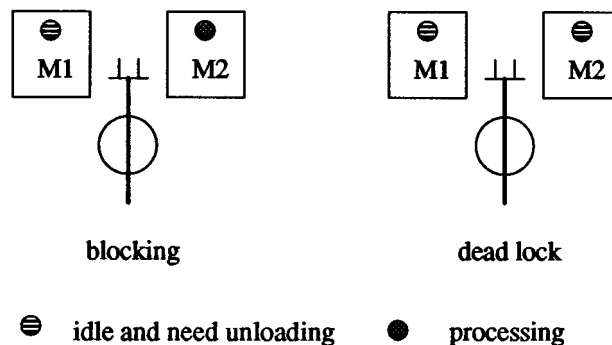 M1 M2 M1 M2
blocking dead lock
idle and need unloading processing